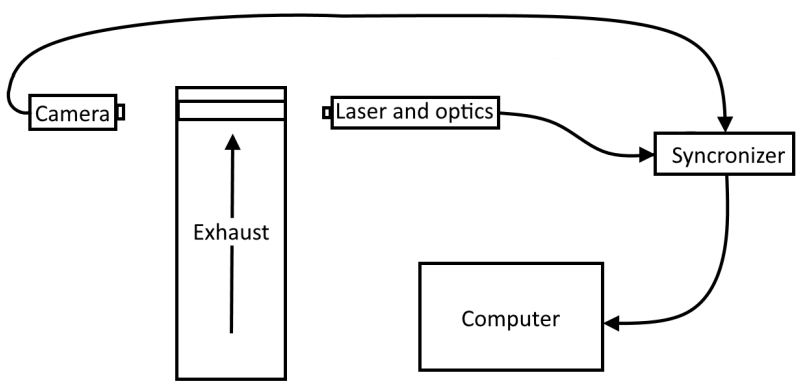 Camera
Laser and optics
Syncronizer
Exhaust
Computer